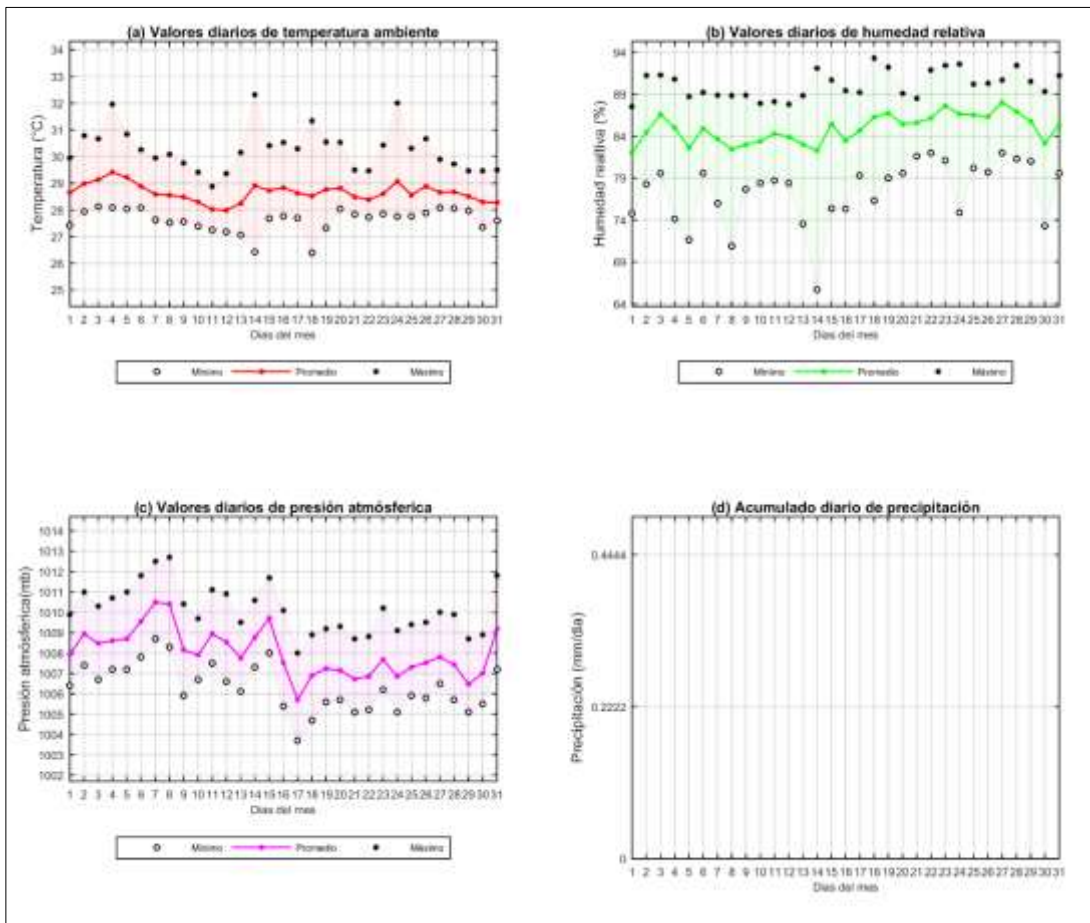 (a) Valores diarios de temperatura ambiente
34
33
32
31
30
29
28
27
26
25
Temperatura (°C)
1 2 3 4 5 6 7 8 9 10 11 12 13 14 15 16 17 18 19 20 21 22 23 24 25 26 27 28 29 30 31
Dias del mes
Mínimo Promedio Máximo
(b) Valores diarios de humedad relativa
94
89
84
79
74
69
64
Humedad realtiva (%)
1 2 3 4 5 6 7 8 9 10 11 12 13 14 15 16 17 18 19 20 21 22 23 24 25 26 27 28 29 30 31
Dias del mes
Mínimo Promedio Máximo
(c) Valores diarios de presión atmósferica
1014
1013
1012
1011
1010
1009
1008
1007
1006
1005
1004
1003
1002
Presión atmósferica(mb)
1 2 3 4 5 6 7 8 9 10 11 12 13 14 15 16 17 18 19 20 21 22 23 24 25 26 27 28 29 30 31
Dias del mes
Mínimo Promedio Máximo
(d) Acumulado diario de precipitación
0.4444
0.2222
0
Precipitación (mm/dia)
1 2 3 4 5 6 7 8 9 10 11 12 13 14 15 16 17 18 19 20 21 22 23 24 25 26 27 28 29 30 31
Dias del mes